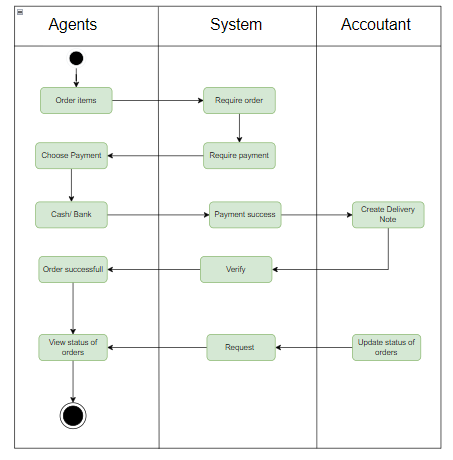 Agents
System
Accoutant
Order items
Require order
Choose Payment
Require payment
Cash/ Bank
Payment success
Create Delivery
Note
Order successfull
Verify
View status of
orders
Request
Update status of
orders